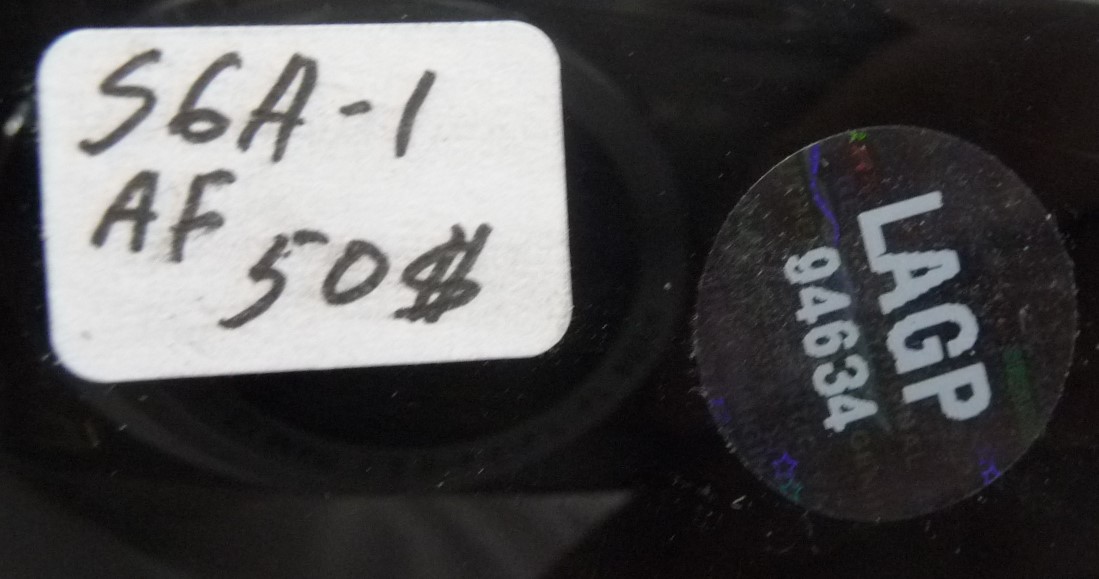 S6A-1
AF
50$
LAGP
94634